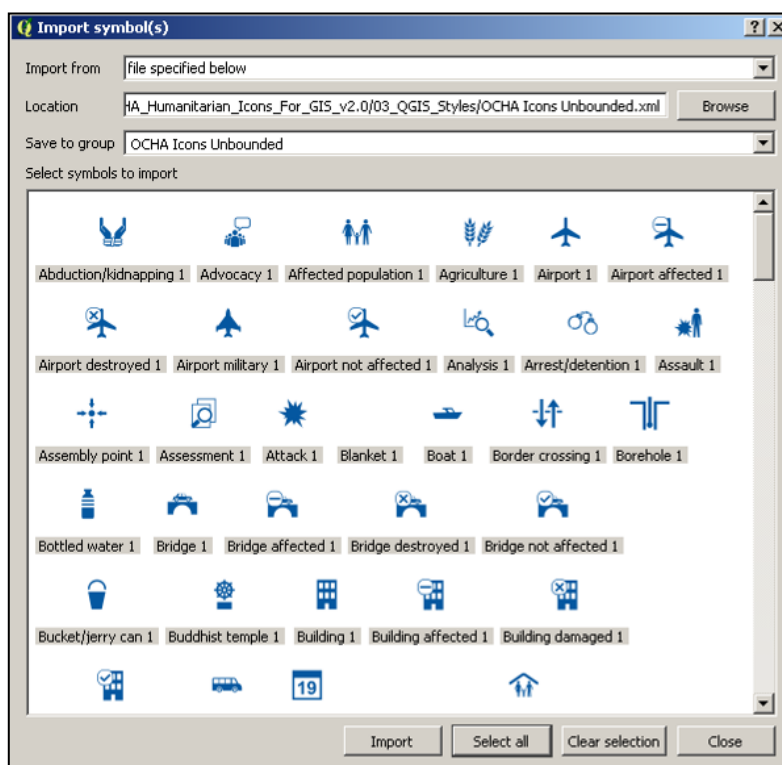 Import symbol(s)
Import from file specified below
Location HA_Humanitarian_Icons_For_GIS_v2.0/03_QGIS_Styles/OCHA Icons Unbounded.xml Browse
Save to group OCHA Icons Unbounded
Select symbols to import
Abduction/kidnapping 1 Advocacy 1 Affected population 1 Agriculture 1 Airport 1 Airport affected 1
Airport destroyed 1 Airport military 1 Airport not affected 1 Analysis 1 Arrest/detention 1 Assault 1
Assembly point 1 Assessment 1 Attack 1 Blanket 1 Boat 1 Border crossing 1 Borehole 1
Bottled water 1 Bridge 1 Bridge affected 1 Bridge destroyed 1 Bridge not affected 1
Bucket/jerry can 1 Buddhist temple 1 Building 1 Building affected 1 Building damaged 1
19
Import Select all Clear selection Close